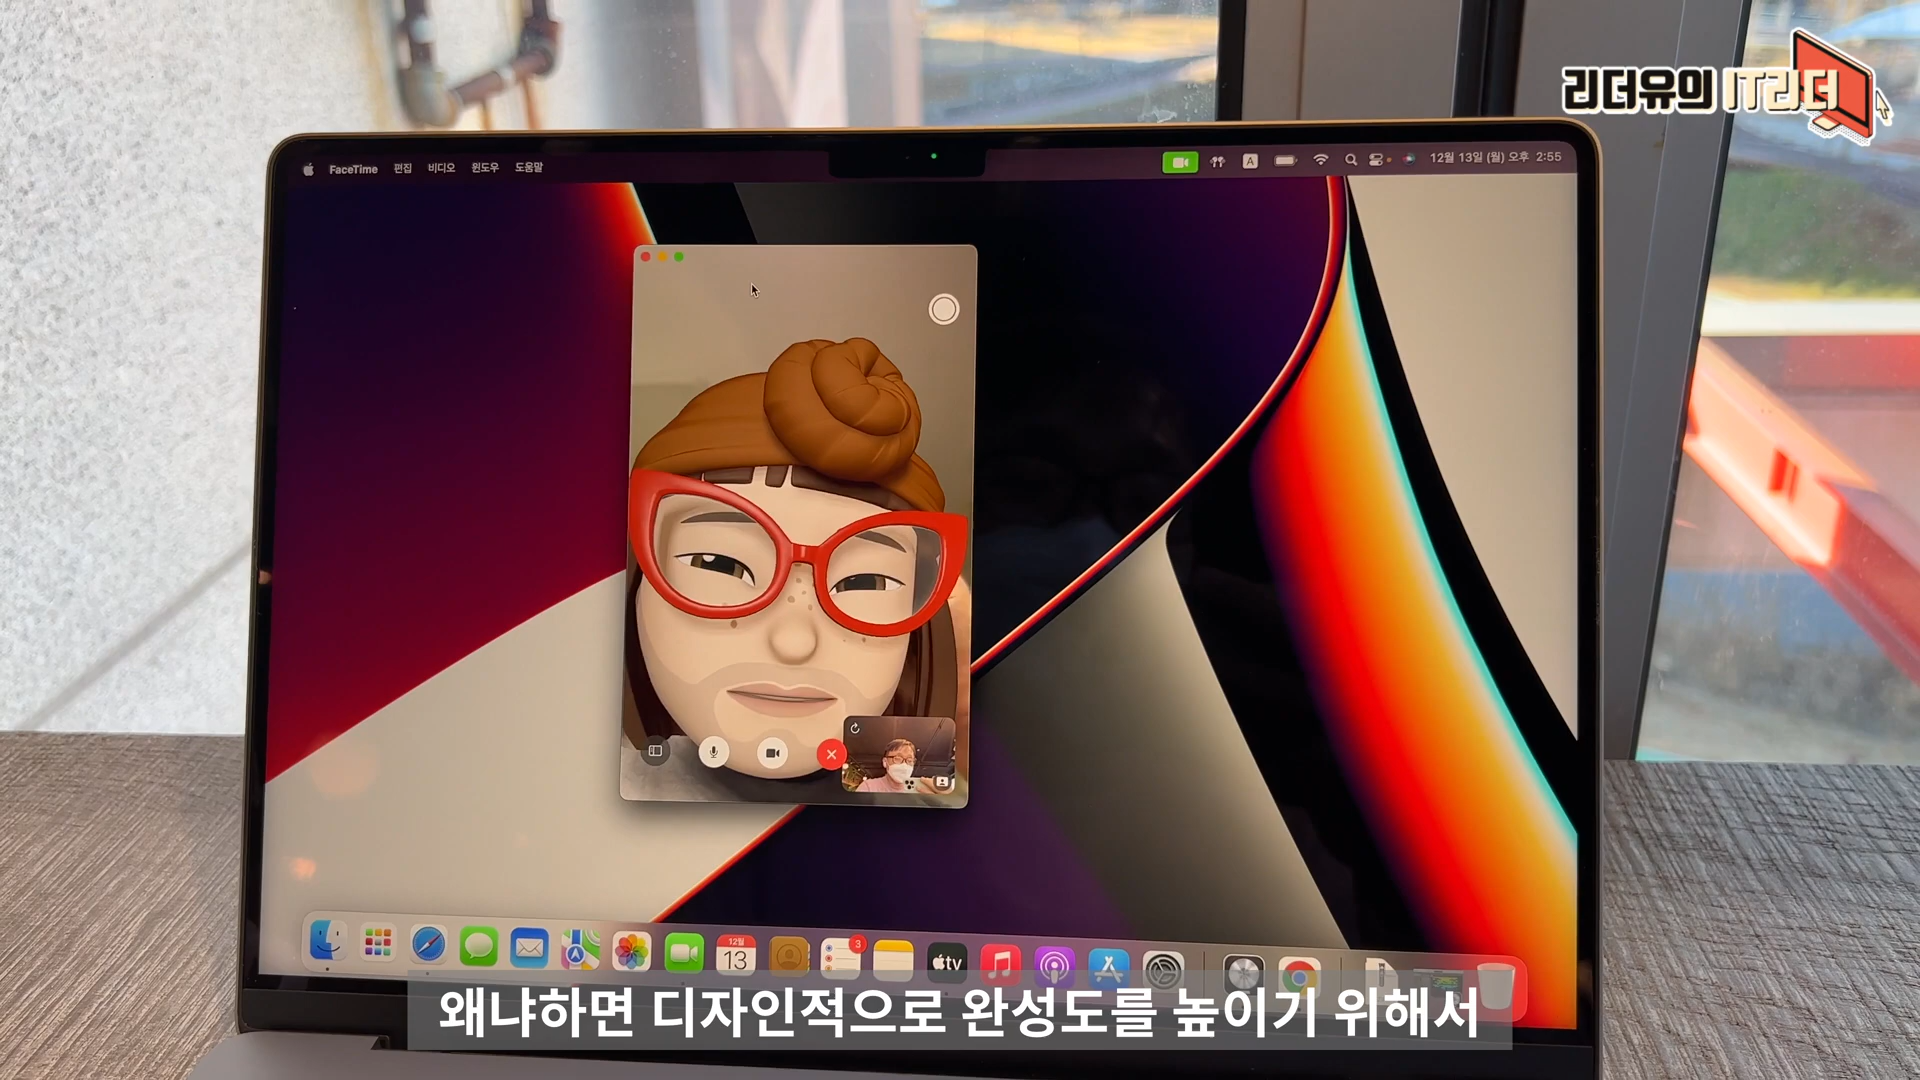 리더유의 IT리더
FaceTime 편집 비디오 윈도우 도움말
A
12월 13일 (월) 오후 2:55
12월
13
3
tv
왜냐하면 디자인적으로 완성도를 높이기 위해서